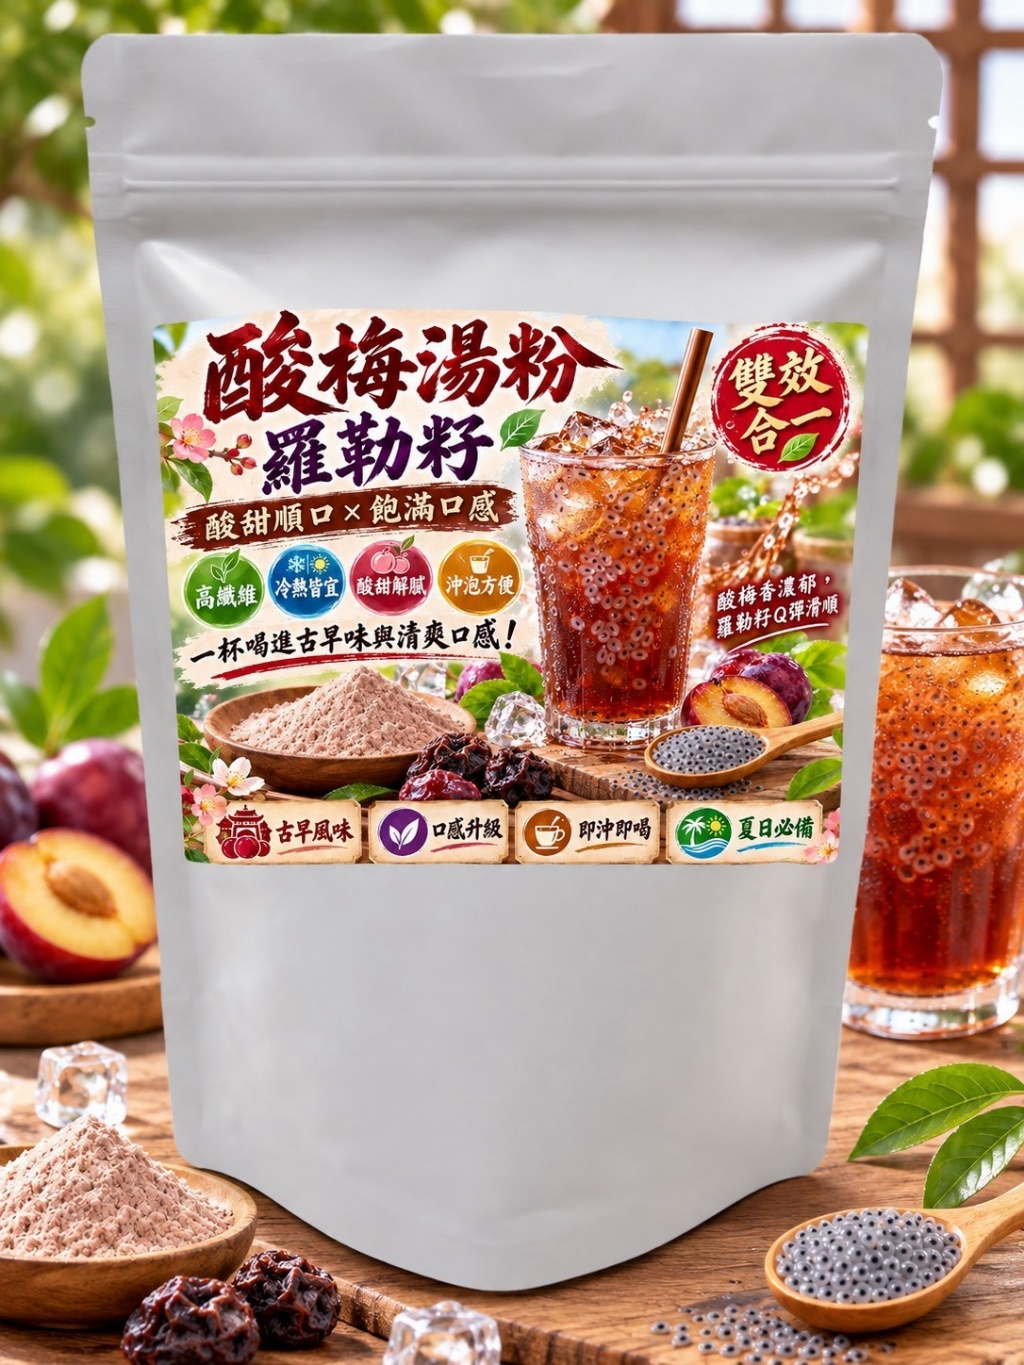 酸梅湯粉
羅勒籽
雙效
合一
酸甜順口×飽滿口感
高纖維
冷熱皆宜
酸甜解膩
沖泡方便
一杯喝進古早味與清爽口感！
酸梅香濃郁，
羅勒籽Q彈滑順
古早風味
口感升級
即沖即喝
夏日必備